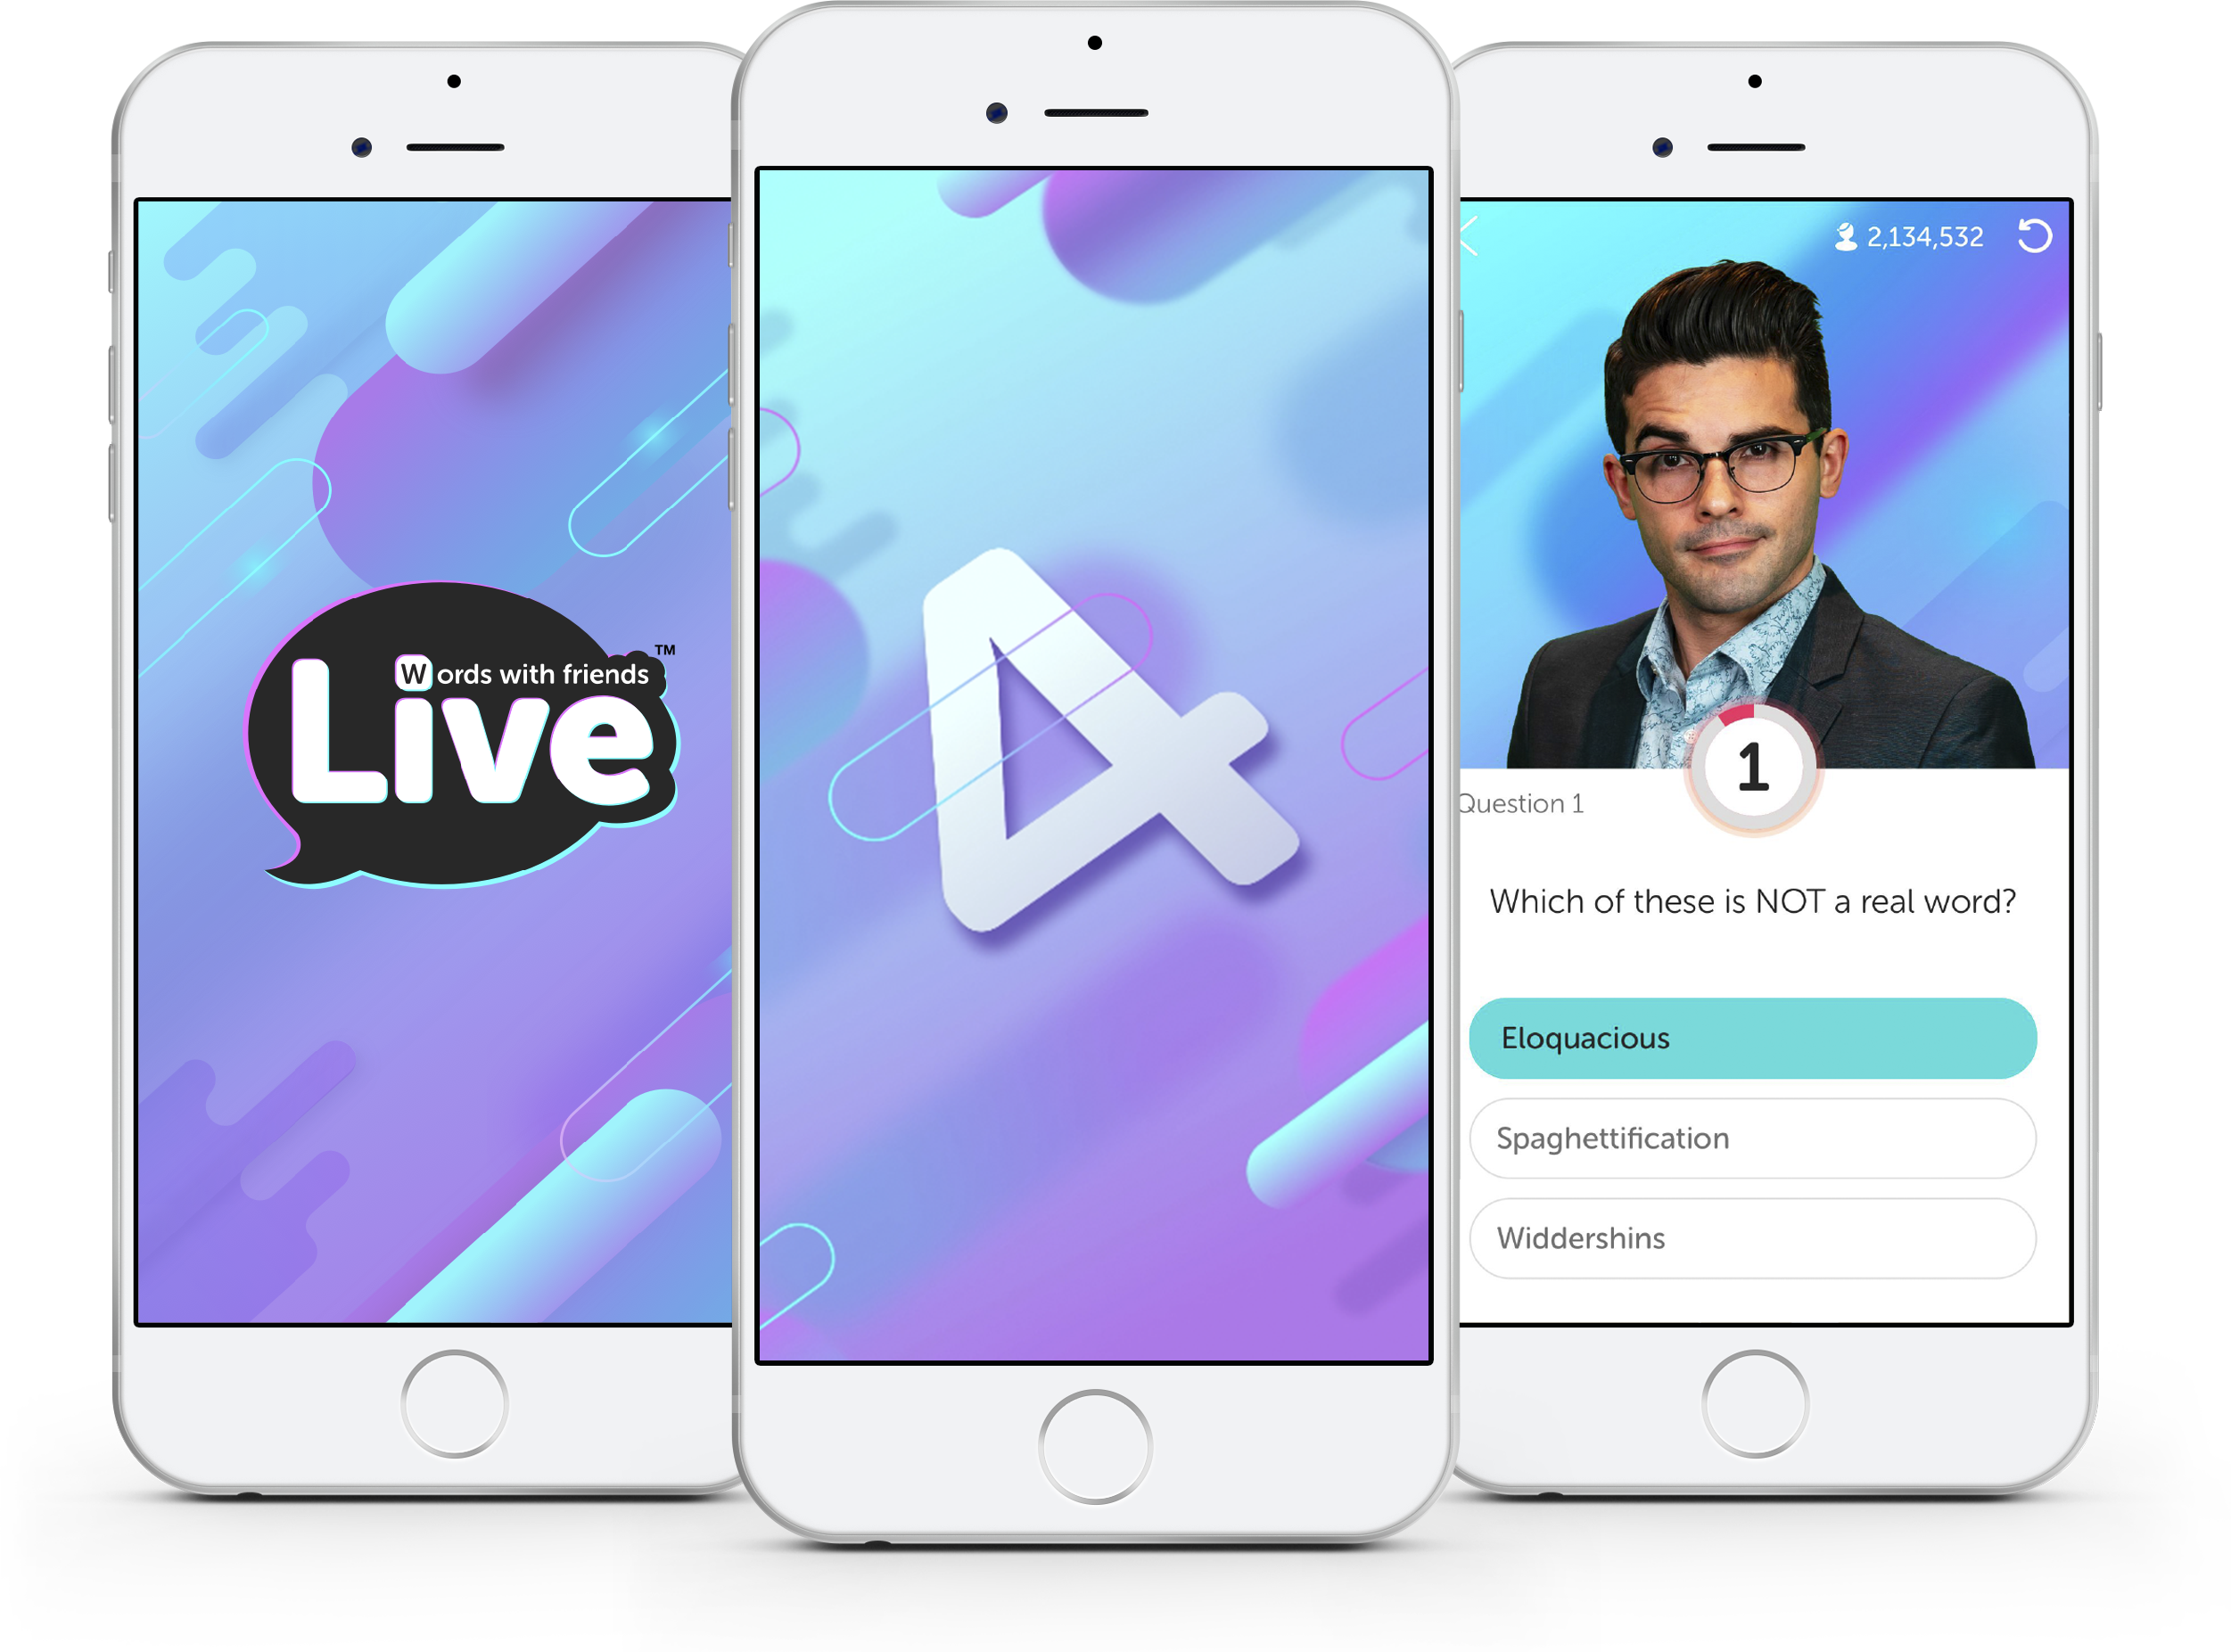 Words with friends™
Live
4
2,134,532
1
Question 1
Which of these is NOT a real word?
Eloquacious
Spaghettification
Widdershins